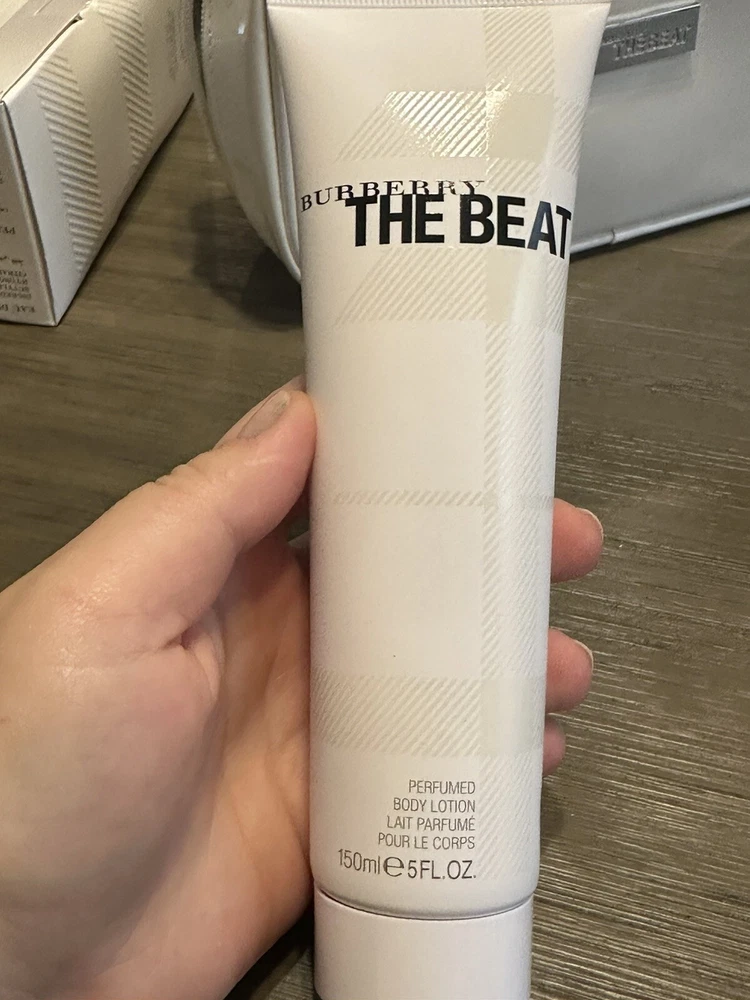 THE BEAT
BURBERRY
THE BEAT
PERFUMED
BODY LOTION
LAIT PARFUMÉ
POUR LE CORPS
150ml e 5FL.OZ.